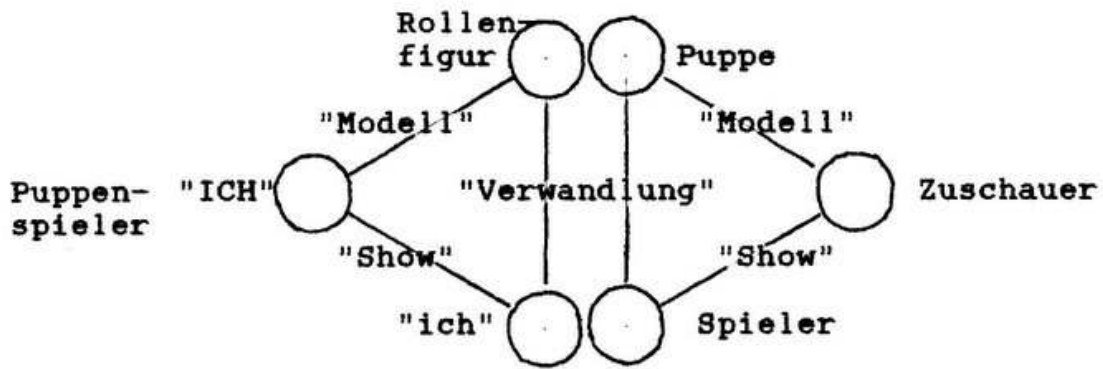 Rollen-
figur Puppe
"Modell" "Modell"
Puppen- "ICH" "Verwandlung" Zuschauer
spieler
"Show" "Show"
"ich" Spieler